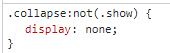 .collapse:not(.show) {
    display: none;
}